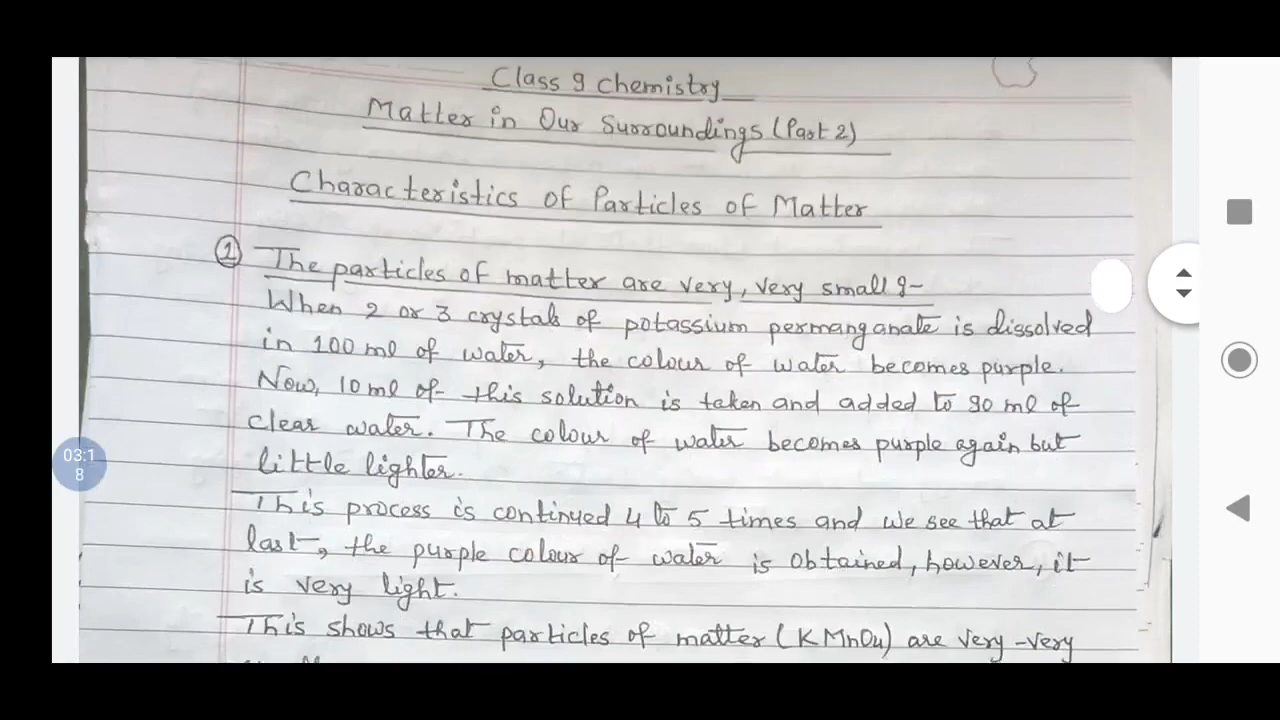 Class 9 Chemistry
Matter in Our Surroundings (Part 2)
Characteristics of Particles of Matter
① The particles of matter are very, very small :-
When 2 or 3 crystals of potassium permanganate is dissolved
in 100 ml of water, the colour of water becomes purple.
Now, 10 ml of this solution is taken and added to 90 ml of
clear water. The colour of water becomes purple again but
little lighter.
This process is continued 4 to 5 times and we see that at
last, the purple colour of water is obtained, however, it
is very light.
This shows that particles of matter (KMnO4) are very-very
03:1
8